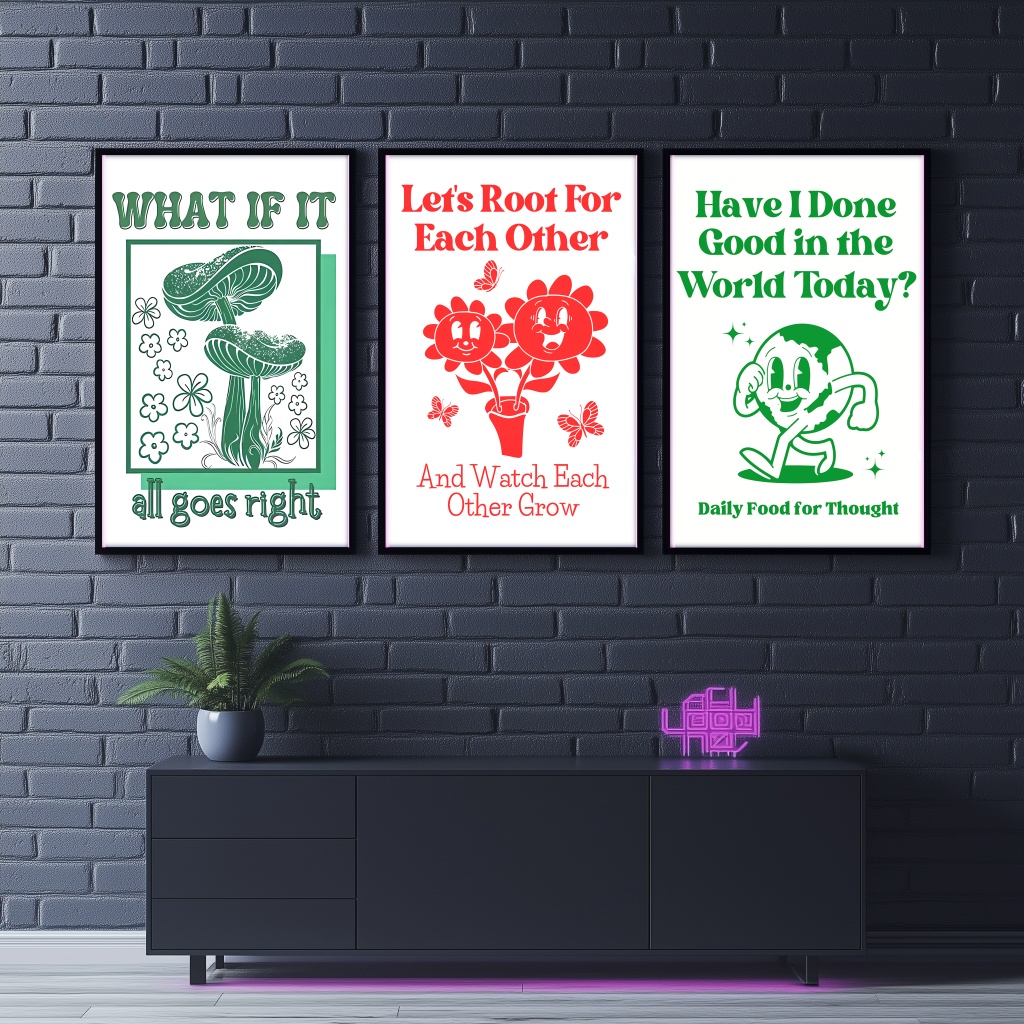 WHAT IF IT
all goes right
Let's Root For
Each Other
And Watch Each
Other Grow
Have I Done
Good in the
World Today?
Daily Food for Thought